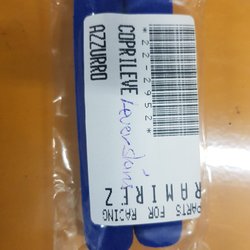 PARTS FOR RACING
RAMIREZ
*22-2952*
COPRILEVE
AZZURRO